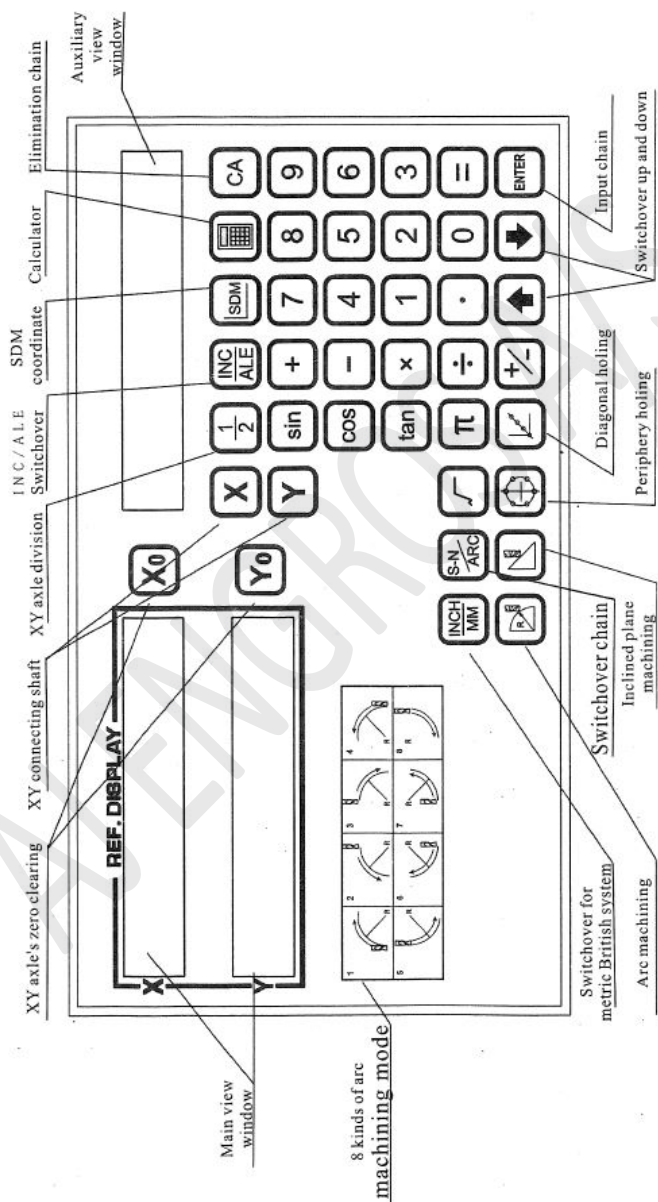 XY axle's zero clearing
XY connecting shaft
XY axle division
INC/ALE
Switchover
SDM
coordinate
Calculator
Elimination chain
Auxiliary
view
window
Main view
window
REF. DISPLAY
X
Y
X0
Y0
X
1/2
INC
ALE
SDM
CA
Y
sin
+
7
8
9
cos
−
4
5
6
tan
×
1
2
3
INCH
MM
S-N
ARC
√
π
÷
.
0
=
R
+/-
ENTER
8 kinds of arc
machining mode
1
2
3
4
R
R
R
R
5
6
7
8
R
R
R
R
Switchover for
metric British system
Arc machining
Switchover chain
Inclined plane
machining
Periphery holing
Diagonal holing
Switchover up and down
Input chain